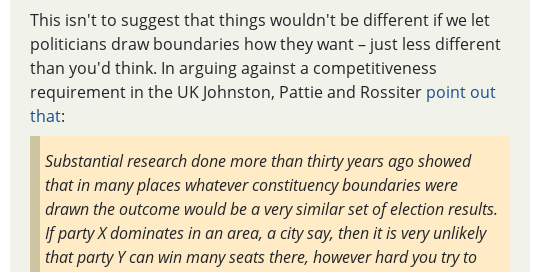 This isn't to suggest that things wouldn't be different if we let
politicians draw boundaries how they want – just less different
than you'd think. In arguing against a competitiveness
requirement in the UK Johnston, Pattie and Rossiter point out
that:
Substantial research done more than thirty years ago showed
that in many places whatever constituency boundaries were
drawn the outcome would be a very similar set of election results.
If party X dominates in an area, a city say, then it is very unlikely
that party Y can win many seats there, however hard you try to